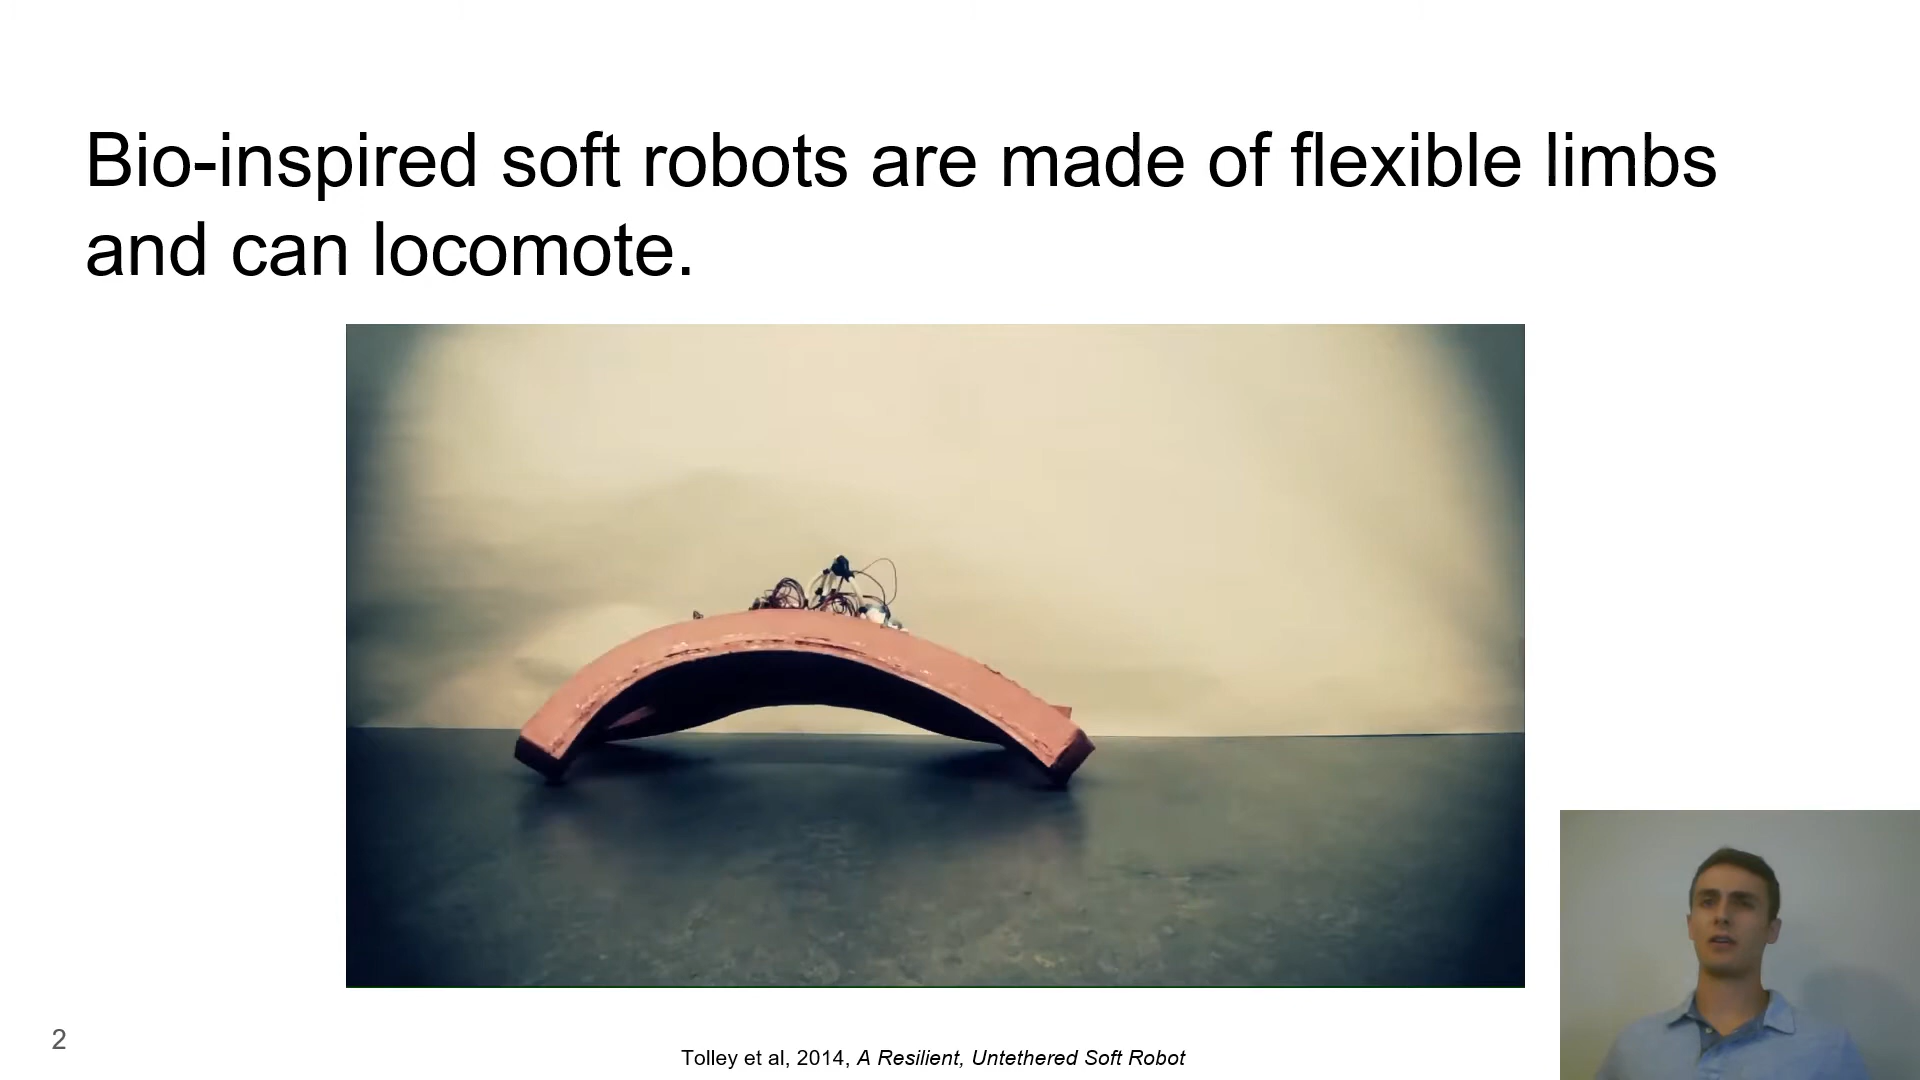 Bio-inspired soft robots are made of flexible limbs
and can locomote.
2
Tolley et al, 2014, A Resilient, Untethered Soft Robot